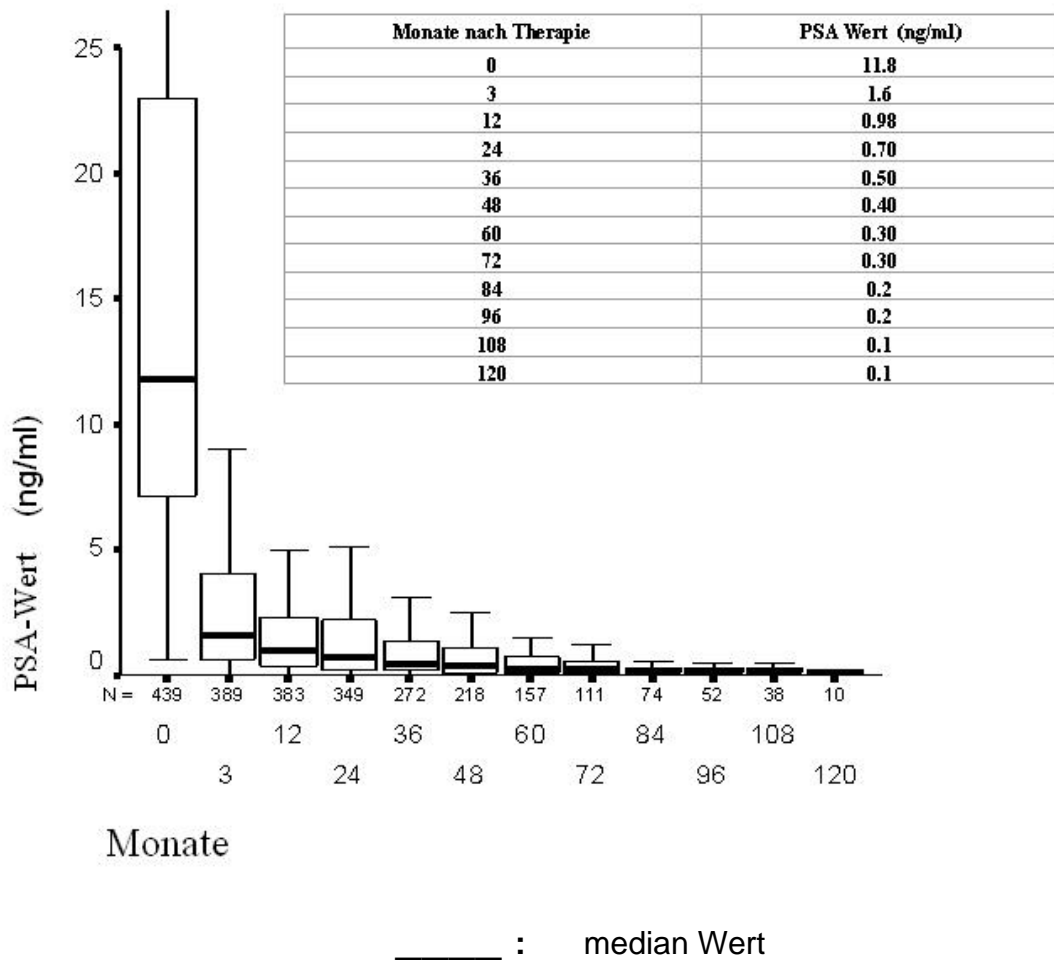 Monate nach Therapie PSA Wert (ng/ml)
0 11.8
3 1.6
12 0.98
24 0.70
36 0.50
48 0.40
60 0.30
72 0.30
84 0.2
96 0.2
108 0.1
120 0.1
25
20
15
10
5
0
PSA-Wert (ng/ml)
N = 439 389 383 349 272 218 157 111 74 52 38 10
0 12 36 60 84 108
3 24 48 72 96 120
Monate
: median Wert